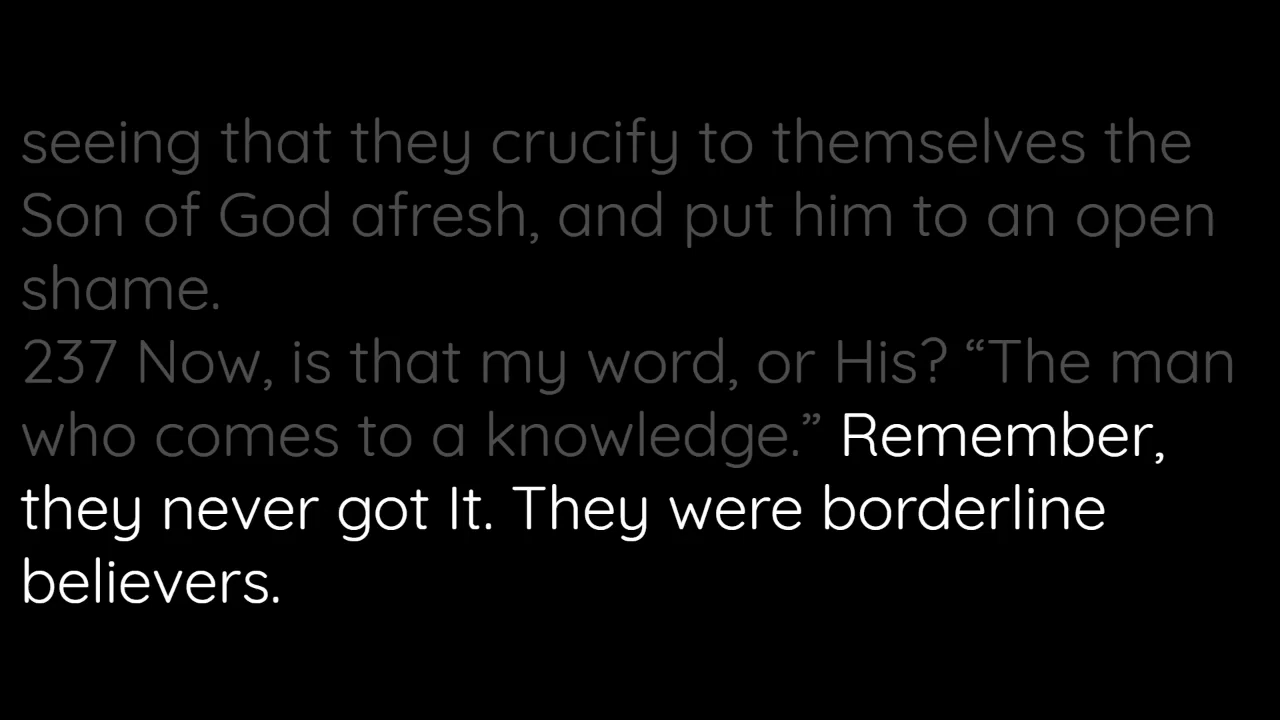 seeing that they crucify to themselves the
Son of God afresh, and put him to an open
shame.
237 Now, is that my word, or His? “The man
who comes to a knowledge.” Remember,
they never got It. They were borderline
believers.